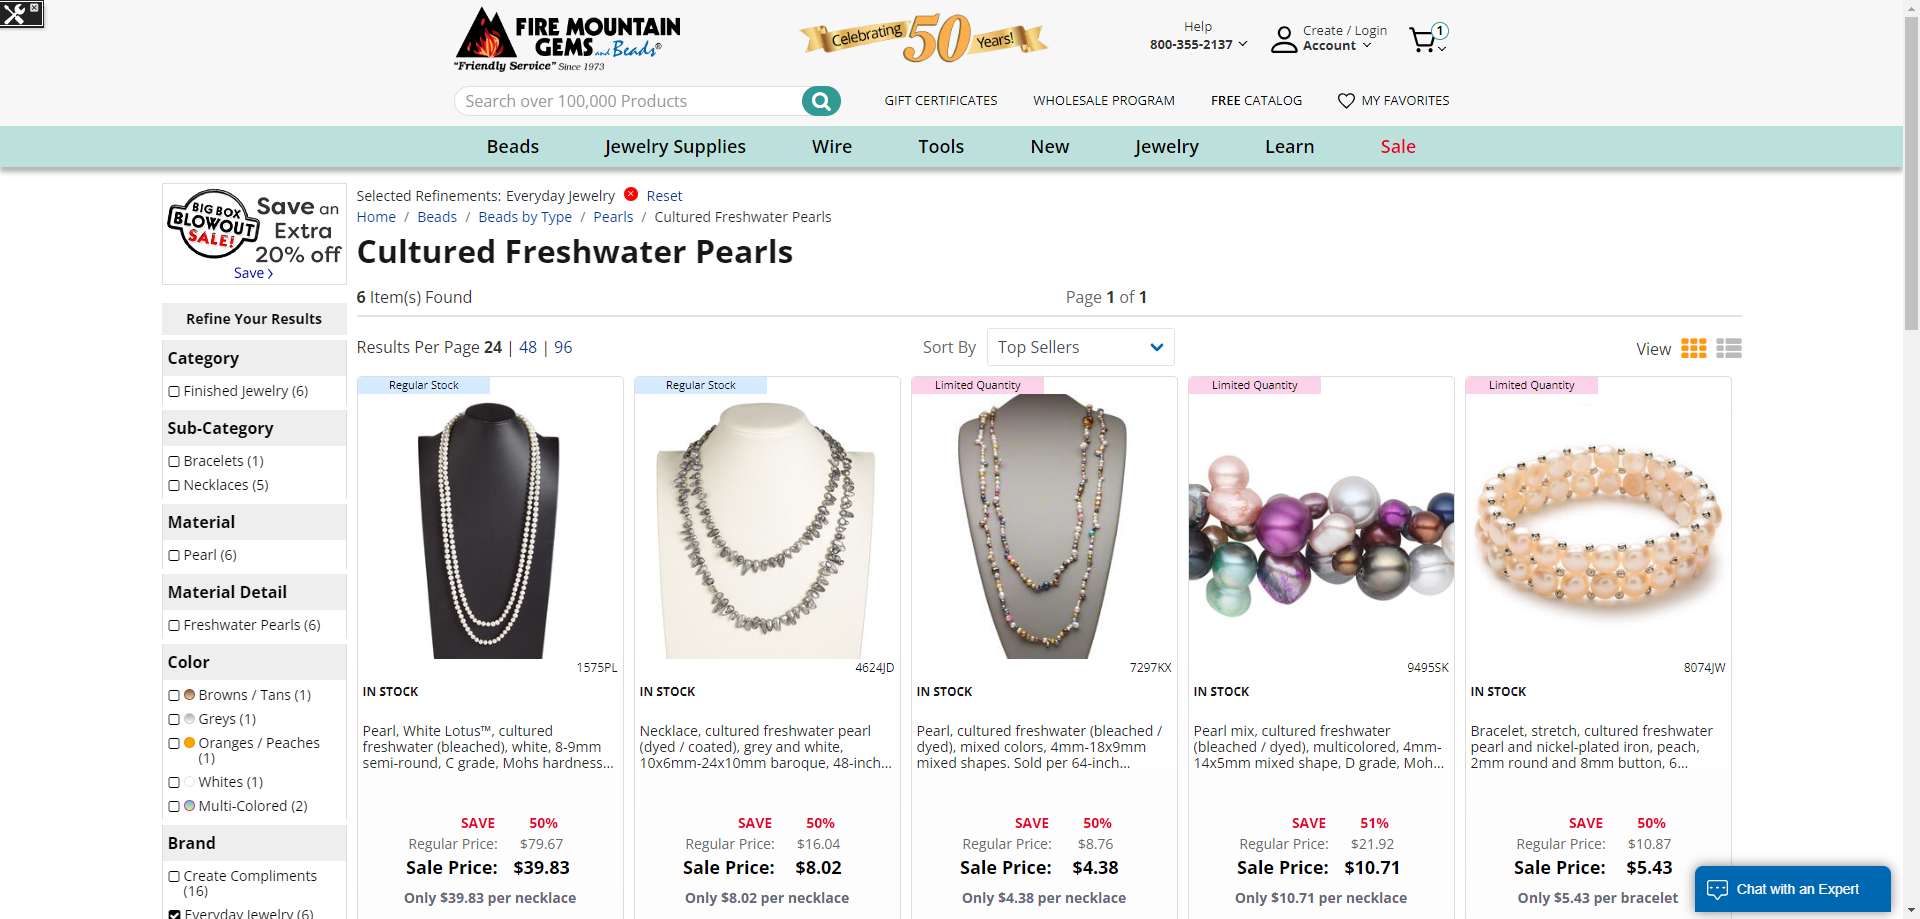 FIRE MOUNTAIN
GEMS and Beads®
"Friendly Service" Since 1973
Celebrating 50 Years!
Help
800-355-2137
Create / Login
Account
1
Search over 100,000 Products
GIFT CERTIFICATES
WHOLESALE PROGRAM
FREE CATALOG
MY FAVORITES
Beads
Jewelry Supplies
Wire
Tools
New
Jewelry
Learn
Sale
BIG BOX
BLOWOUT
SALE!
Save an
Extra
20% off
Save ›
Selected Refinements: Everyday Jewelry Reset
Home / Beads / Beads by Type / Pearls / Cultured Freshwater Pearls
Cultured Freshwater Pearls
6 Item(s) Found
Page 1 of 1
Results Per Page 24 | 48 | 96
Sort By Top Sellers
View
Refine Your Results
Category
Finished Jewelry (6)
Sub-Category
Bracelets (1)
Necklaces (5)
Material
Pearl (6)
Material Detail
Freshwater Pearls (6)
Color
Browns / Tans (1)
Greys (1)
Oranges / Peaches
(1)
Whites (1)
Multi-Colored (2)
Brand
Create Compliments
(16)
Everyday Jewelry (6)
Regular Stock
1575PL
IN STOCK
Pearl, White Lotus™, cultured
freshwater (bleached), white, 8-9mm
semi-round, C grade, Mohs hardness...
SAVE 50%
Regular Price: $79.67
Sale Price: $39.83
Only $39.83 per necklace
Regular Stock
4624JD
IN STOCK
Necklace, cultured freshwater pearl
(dyed / coated), grey and white,
10x6mm-24x10mm baroque, 48-inch...
SAVE 50%
Regular Price: $16.04
Sale Price: $8.02
Only $8.02 per necklace
Limited Quantity
7297KX
IN STOCK
Pearl, cultured freshwater (bleached /
dyed), mixed colors, 4mm-18x9mm
mixed shapes. Sold per 64-inch...
SAVE 50%
Regular Price: $8.76
Sale Price: $4.38
Only $4.38 per necklace
Limited Quantity
9495SK
IN STOCK
Pearl mix, cultured freshwater
(bleached / dyed), multicolored, 4mm-
14x5mm mixed shape, D grade, Moh...
SAVE 51%
Regular Price: $21.92
Sale Price: $10.71
Only $10.71 per necklace
Limited Quantity
8074JW
IN STOCK
Bracelet, stretch, cultured freshwater
pearl and nickel-plated iron, peach,
2mm round and 8mm button, 6...
SAVE 50%
Regular Price: $10.87
Sale Price: $5.43
Only $5.43 per bracelet
Chat with an Expert